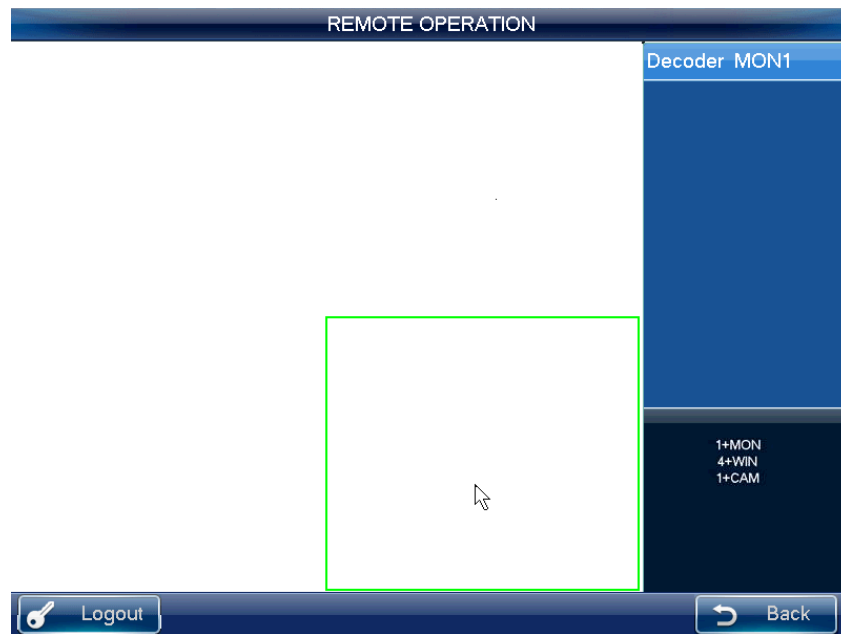 REMOTE OPERATION
Decoder MON1
1+MON
4+WIN
1+CAM
Logout
Back